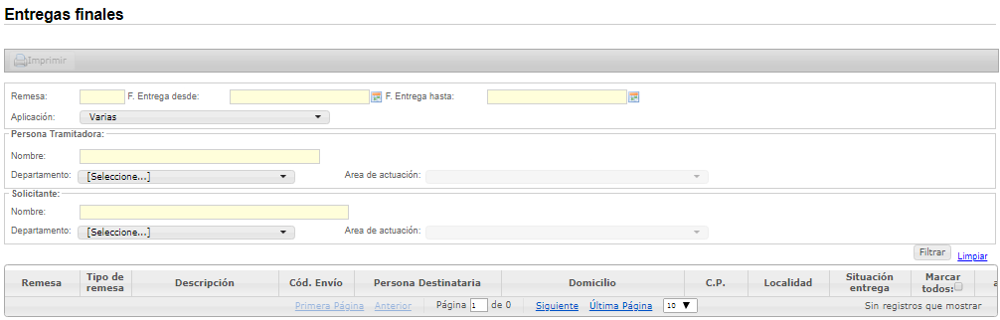 Entregas finales
Imprimir
Remesa: F. Entrega desde: F. Entrega hasta:
Aplicación: Varias
Persona Tramitadora:
Nombre:
Departamento: [Seleccione...] Area de actuación:
Solicitante:
Nombre:
Departamento: [Seleccione...] Area de actuación:
Filtrar Limpiar
Remesa Tipo de remesa Descripción Cód. Envío Persona Destinataria Domicilio C.P. Localidad Situación entrega Marcar todos: a
Primera Página Anterior Página 1 de 0 Siguiente Última Página 10 Sin registros que mostrar